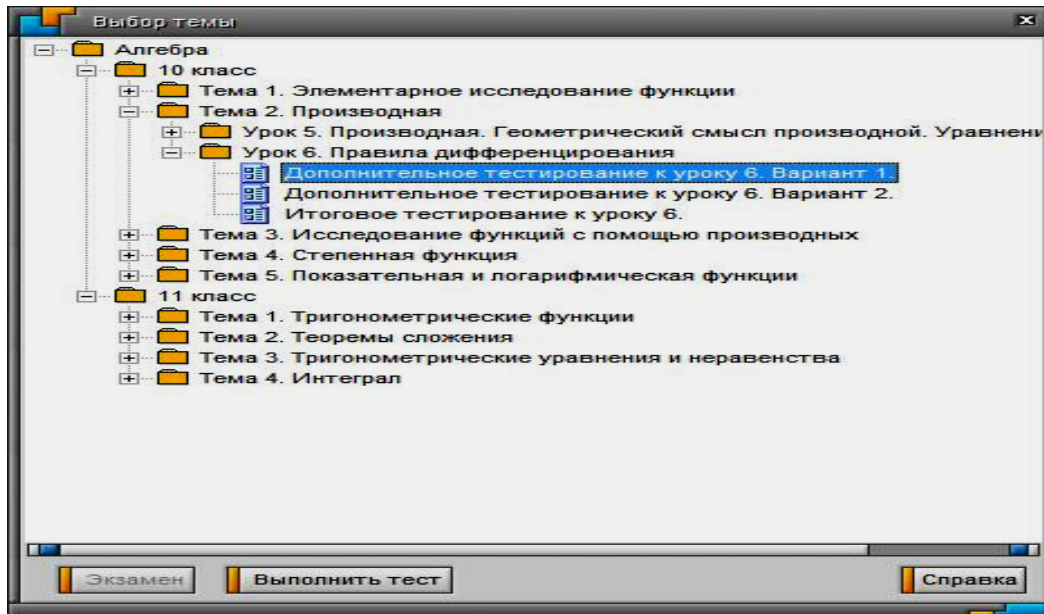 Выбор темы
Алгебра
10 класс
Тема 1. Элементарное исследование функции
Тема 2. Производная
Урок 5. Производная. Геометрический смысл производной. Уравнени
Урок 6. Правила дифференцирования
Дополнительное тестирование к уроку 6. Вариант 1.
Дополнительное тестирование к уроку 6. Вариант 2.
Итоговое тестирование к уроку 6.
Тема 3. Исследование функций с помощью производных
Тема 4. Степенная функция
Тема 5. Показательная и логарифмическая функции
11 класс
Тема 1. Тригонометрические функции
Тема 2. Теоремы сложения
Тема 3. Тригонометрические уравнения и неравенства
Тема 4. Интеграл
Экзамен Выполнить тест Справка